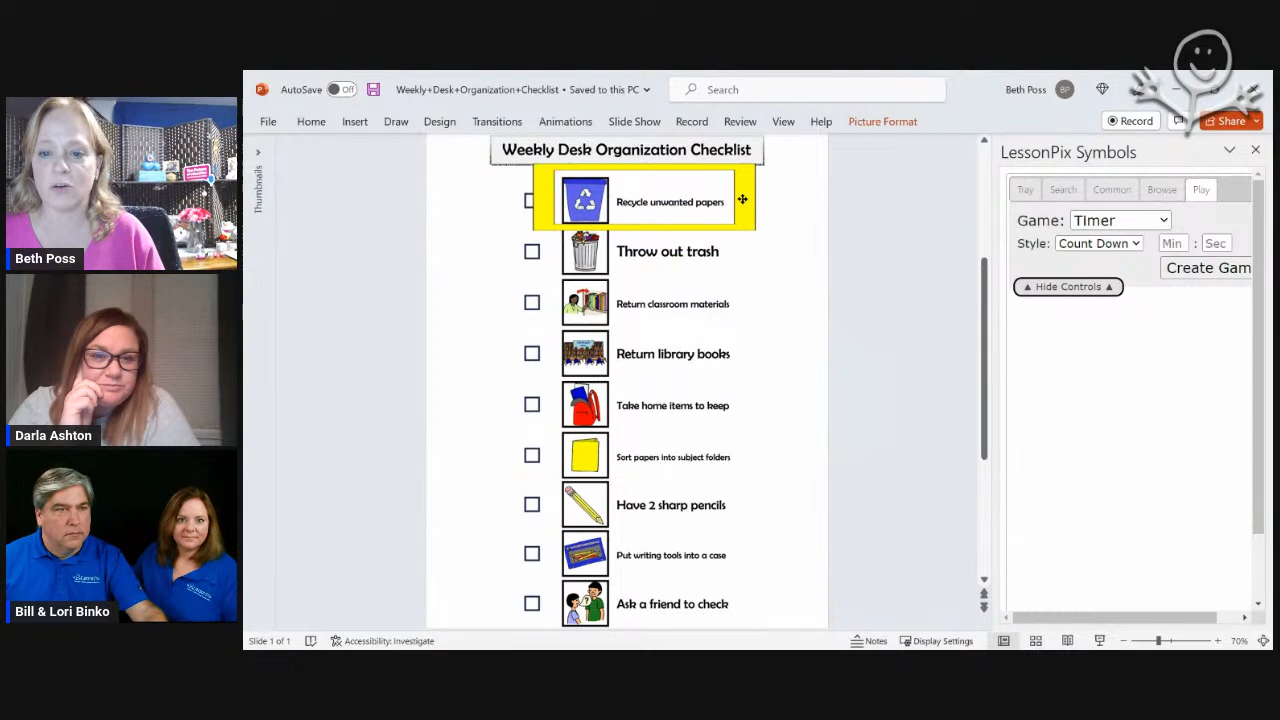 AutoSave Off
Weekly+Desk+Organization+Checklist • Saved to this PC
Search
Beth Poss BP
File Home Insert Draw Design Transitions Animations Slide Show Record Review View Help Picture Format
Record
Share
Thumbnails
Weekly Desk Organization Checklist
Recycle unwanted papers
Throw out trash
Return classroom materials
Return library books
Take home items to keep
Sort papers into subject folders
Have 2 sharp pencils
Put writing tools into a case
Ask a friend to check
LessonPix Symbols
Tray Search Common Browse Play
Game: Timer
Style: Count Down Min : Sec
Create Gam
▲ Hide Controls ▲
Beth Poss
Darla Ashton
Bill & Lori Binko
Slide 1 of 1
Accessibility: Investigate
Notes
Display Settings
70%